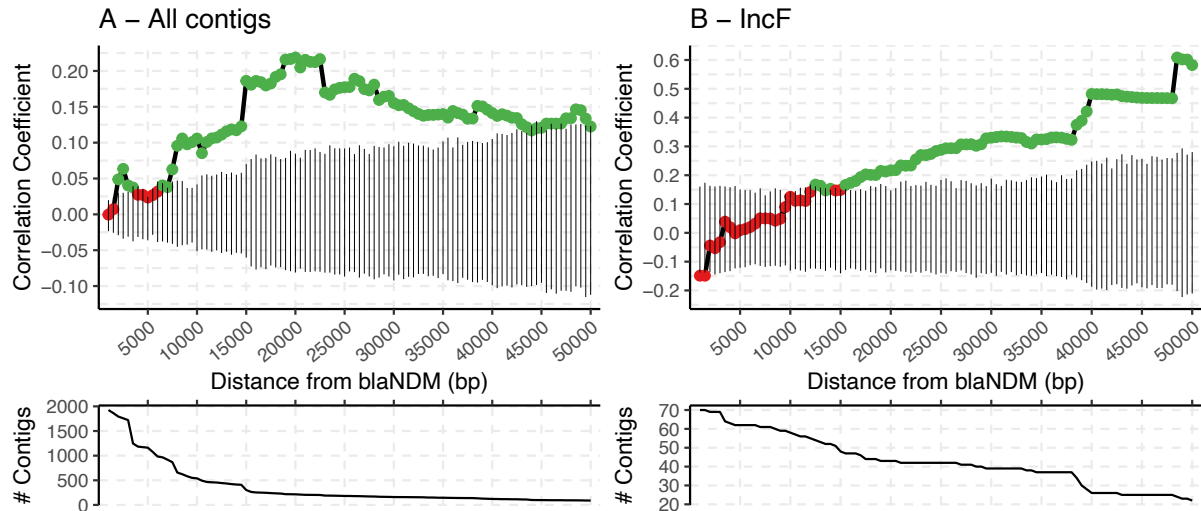 A − All contigs
Correlation Coefficient
0.20
0.15
0.10
0.05
0.00
−0.05
−0.10
5000 10000 15000 20000 25000 30000 35000 40000 45000 50000
Distance from blaNDM (bp)
# Contigs
2000
1500
1000
500
0
B − IncF
Correlation Coefficient
0.6
0.5
0.4
0.3
0.2
0.1
0.0
−0.1
−0.2
5000 10000 15000 20000 25000 30000 35000 40000 45000 50000
Distance from blaNDM (bp)
# Contigs
70
60
50
40
30
20